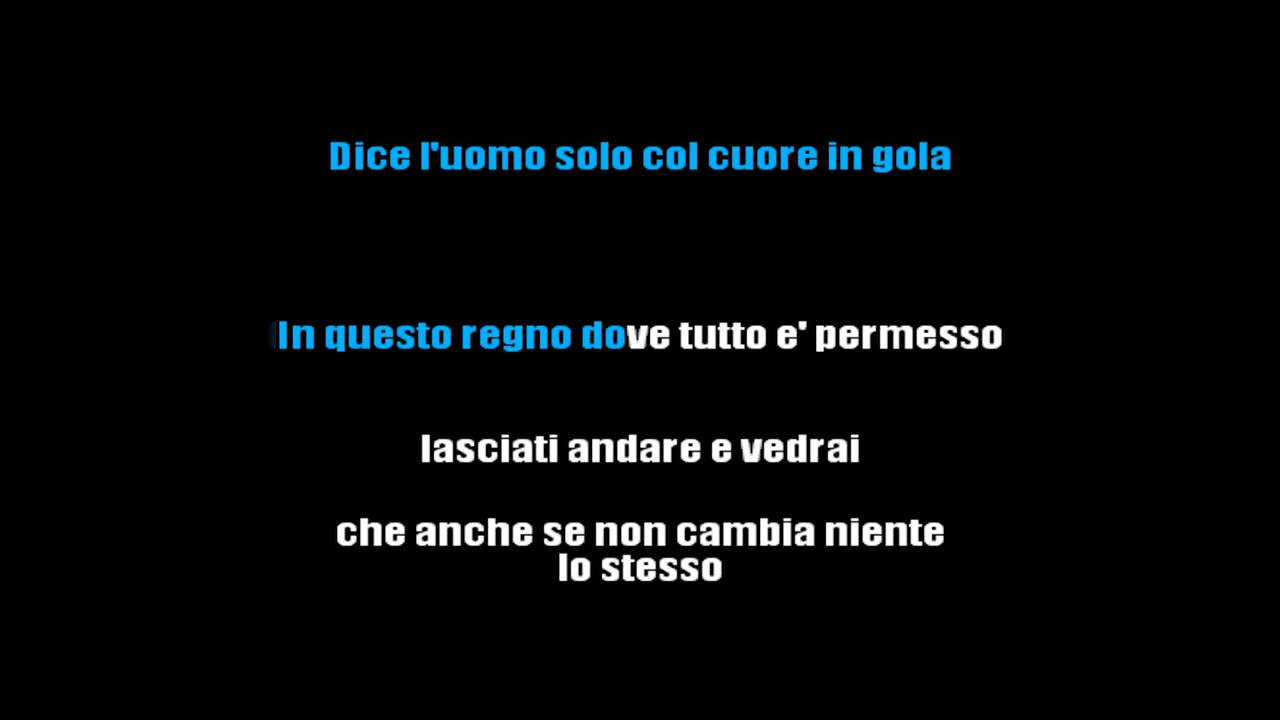 Dice l'uomo solo col cuore in gola
In questo regno dove tutto e' permesso
lasciati andare e vedrai
che anche se non cambia niente
lo stesso